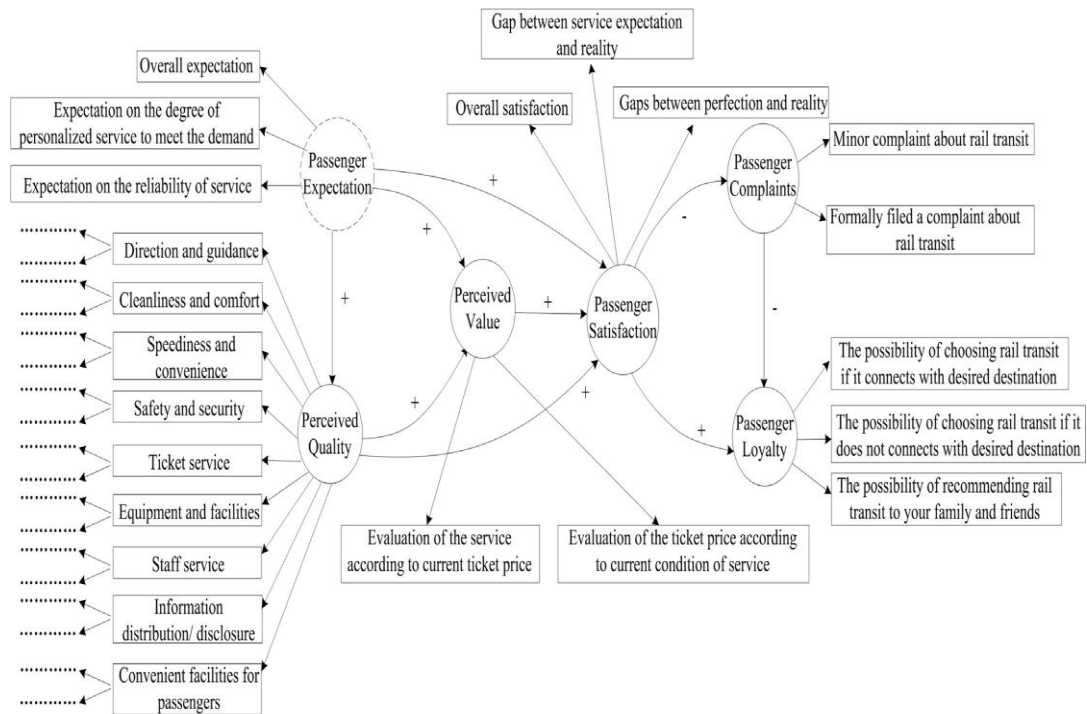 Gap between service expectation
and reality
Overall expectation
Expectation on the degree of
personalized service to meet the demand
Expectation on the reliability of service
Passenger
Expectation
Overall satisfaction
Gaps between perfection and reality
Passenger
Complaints
Minor complaint about rail transit
Formally filed a complaint about
rail transit
+
+
+
-
Direction and guidance
Cleanliness and comfort
Speediness and
convenience
Safety and security
Ticket service
Equipment and facilities
Staff service
Information
distribution/ disclosure
Convenient facilities for
passengers
Perceived
Quality
Perceived
Value
+
Passenger
Satisfaction
+
+
-
+
Passenger
Loyalty
The possibility of choosing rail transit
if it connects with desired destination
The possibility of choosing rail transit if it
does not connects with desired destination
The possibility of recommending rail
transit to your family and friends
Evaluation of the service
according to current ticket price
Evaluation of the ticket price according
to current condition of service